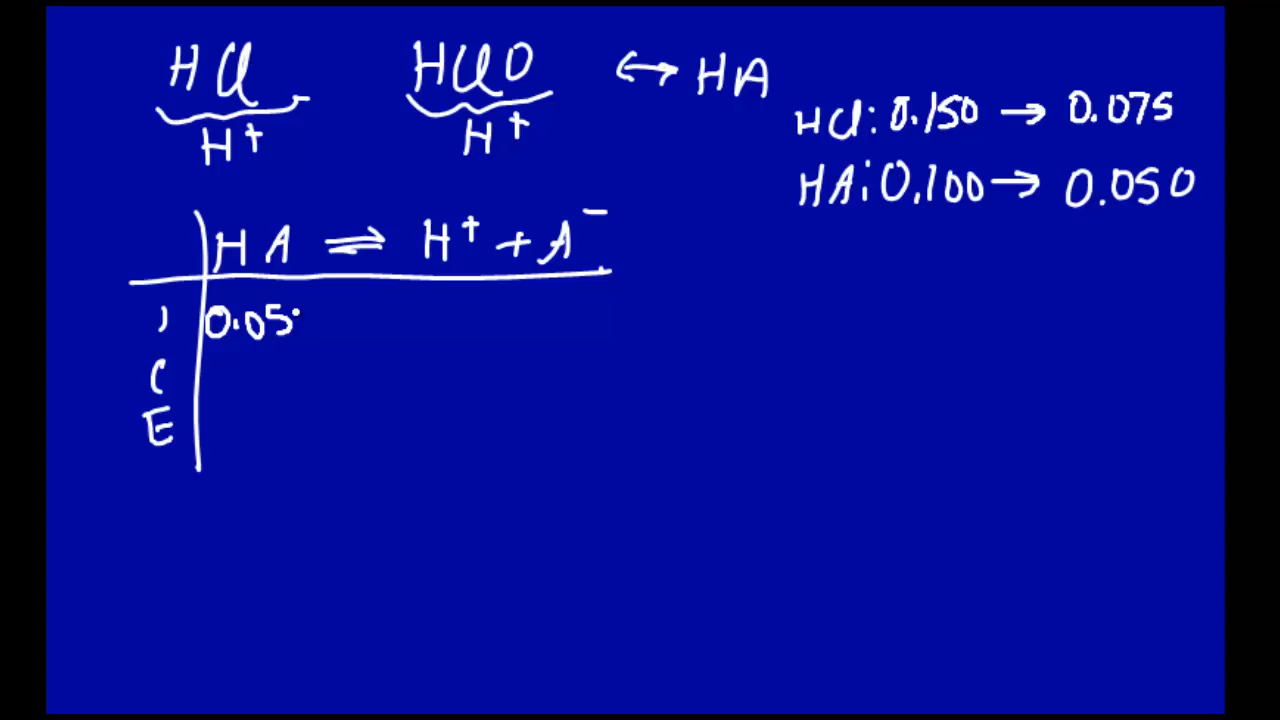 HCl HClO ↔ HA
H⁺ H⁺
HCl: 0.150 → 0.075
HA: 0.100 → 0.050
HA ⇌ H⁺ + A⁻
I 0.05
C
E